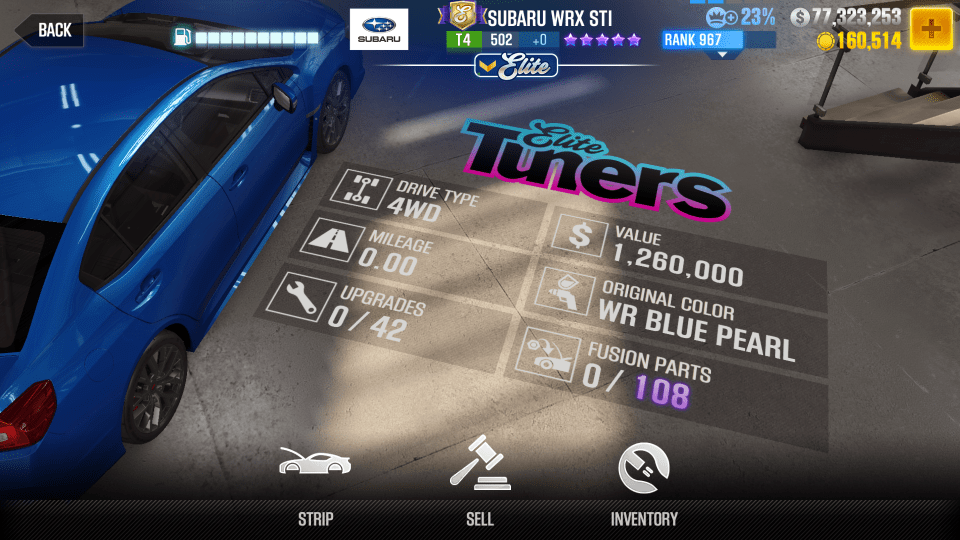 BACK
SUBARU
SUBARU WRX STI
T4 502 +0
Elite
23%
RANK 967
77,323,253
160,514
Elite
Tuners
DRIVE TYPE
4WD
MILEAGE
0.00
UPGRADES
0 / 42
VALUE
1,260,000
ORIGINAL COLOR
WR BLUE PEARL
FUSION PARTS
0 / 108
STRIP
SELL
INVENTORY